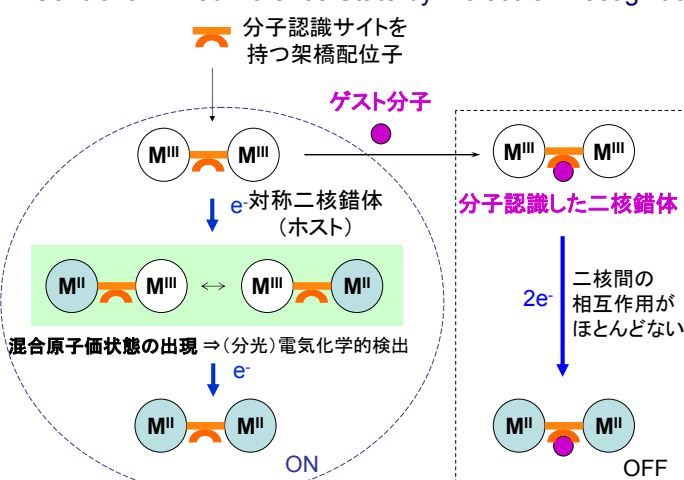 分子認識サイトを
持つ架橋配位子
ゲスト分子
Mᴵᴵᴵ Mᴵᴵᴵ
Mᴵᴵᴵ Mᴵᴵᴵ
e⁻ 対称二核錯体
（ホスト）
分子認識した二核錯体
Mᴵᴵ Mᴵᴵᴵ ↔ Mᴵᴵᴵ Mᴵᴵ
2e⁻
二核間の
相互作用が
ほとんどない
混合原子価状態の出現 ⇒（分光）電気化学的検出
e⁻
Mᴵᴵ Mᴵᴵ
Mᴵᴵ Mᴵᴵ
ON
OFF